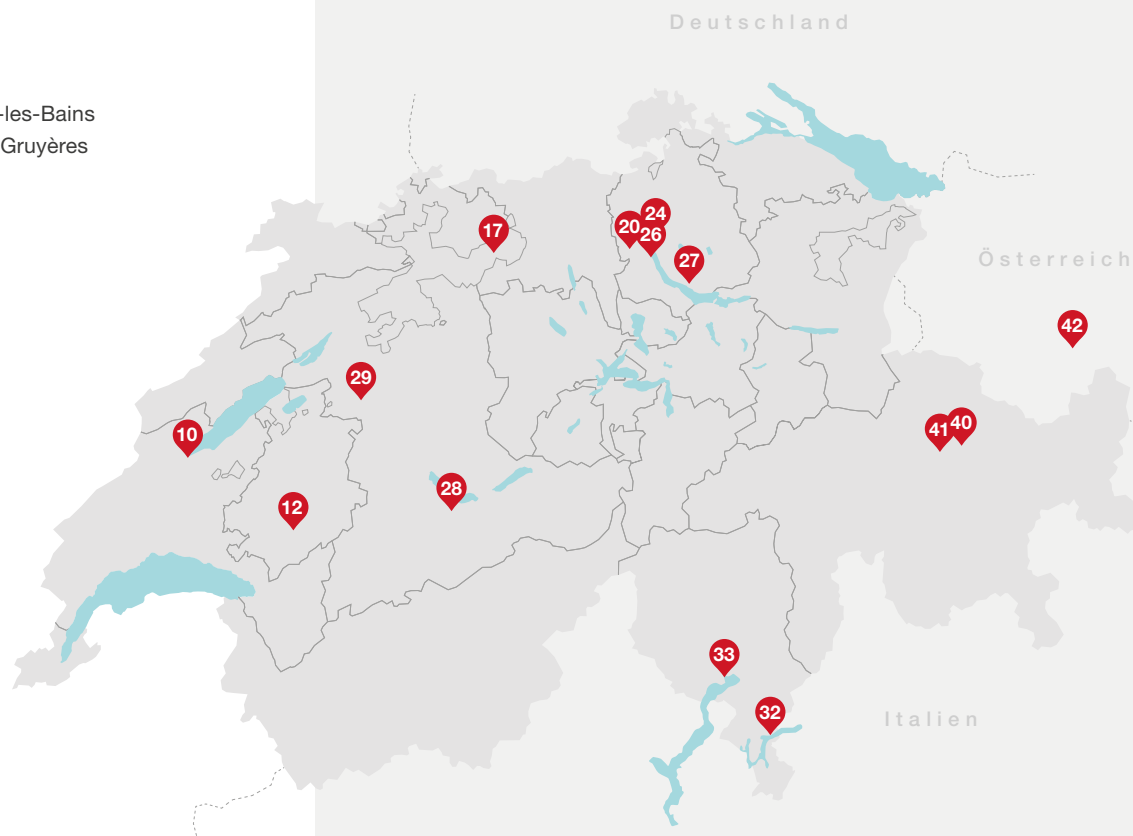 Deutschland
-les-Bains
Gruyères
24
20
26
17
27
Österreich
42
29
41
40
10
28
12
33
32
Italien